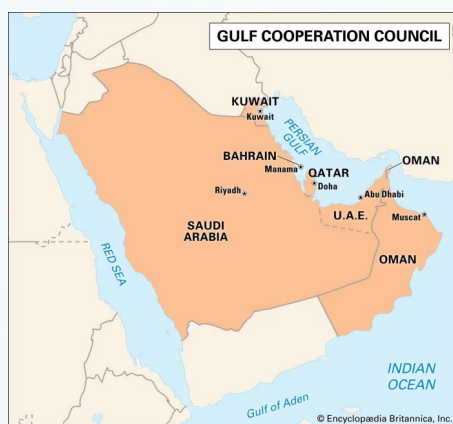 GULF COOPERATION COUNCIL
KUWAIT
Kuwait
PERSIAN
GULF
BAHRAIN
Manama
QATAR
Doha
OMAN
Abu Dhabi
Riyadh
U.A.E.
Muscat
SAUDI
ARABIA
OMAN
RED SEA
INDIAN
OCEAN
Gulf of Aden
© Encyclopædia Britannica, Inc.